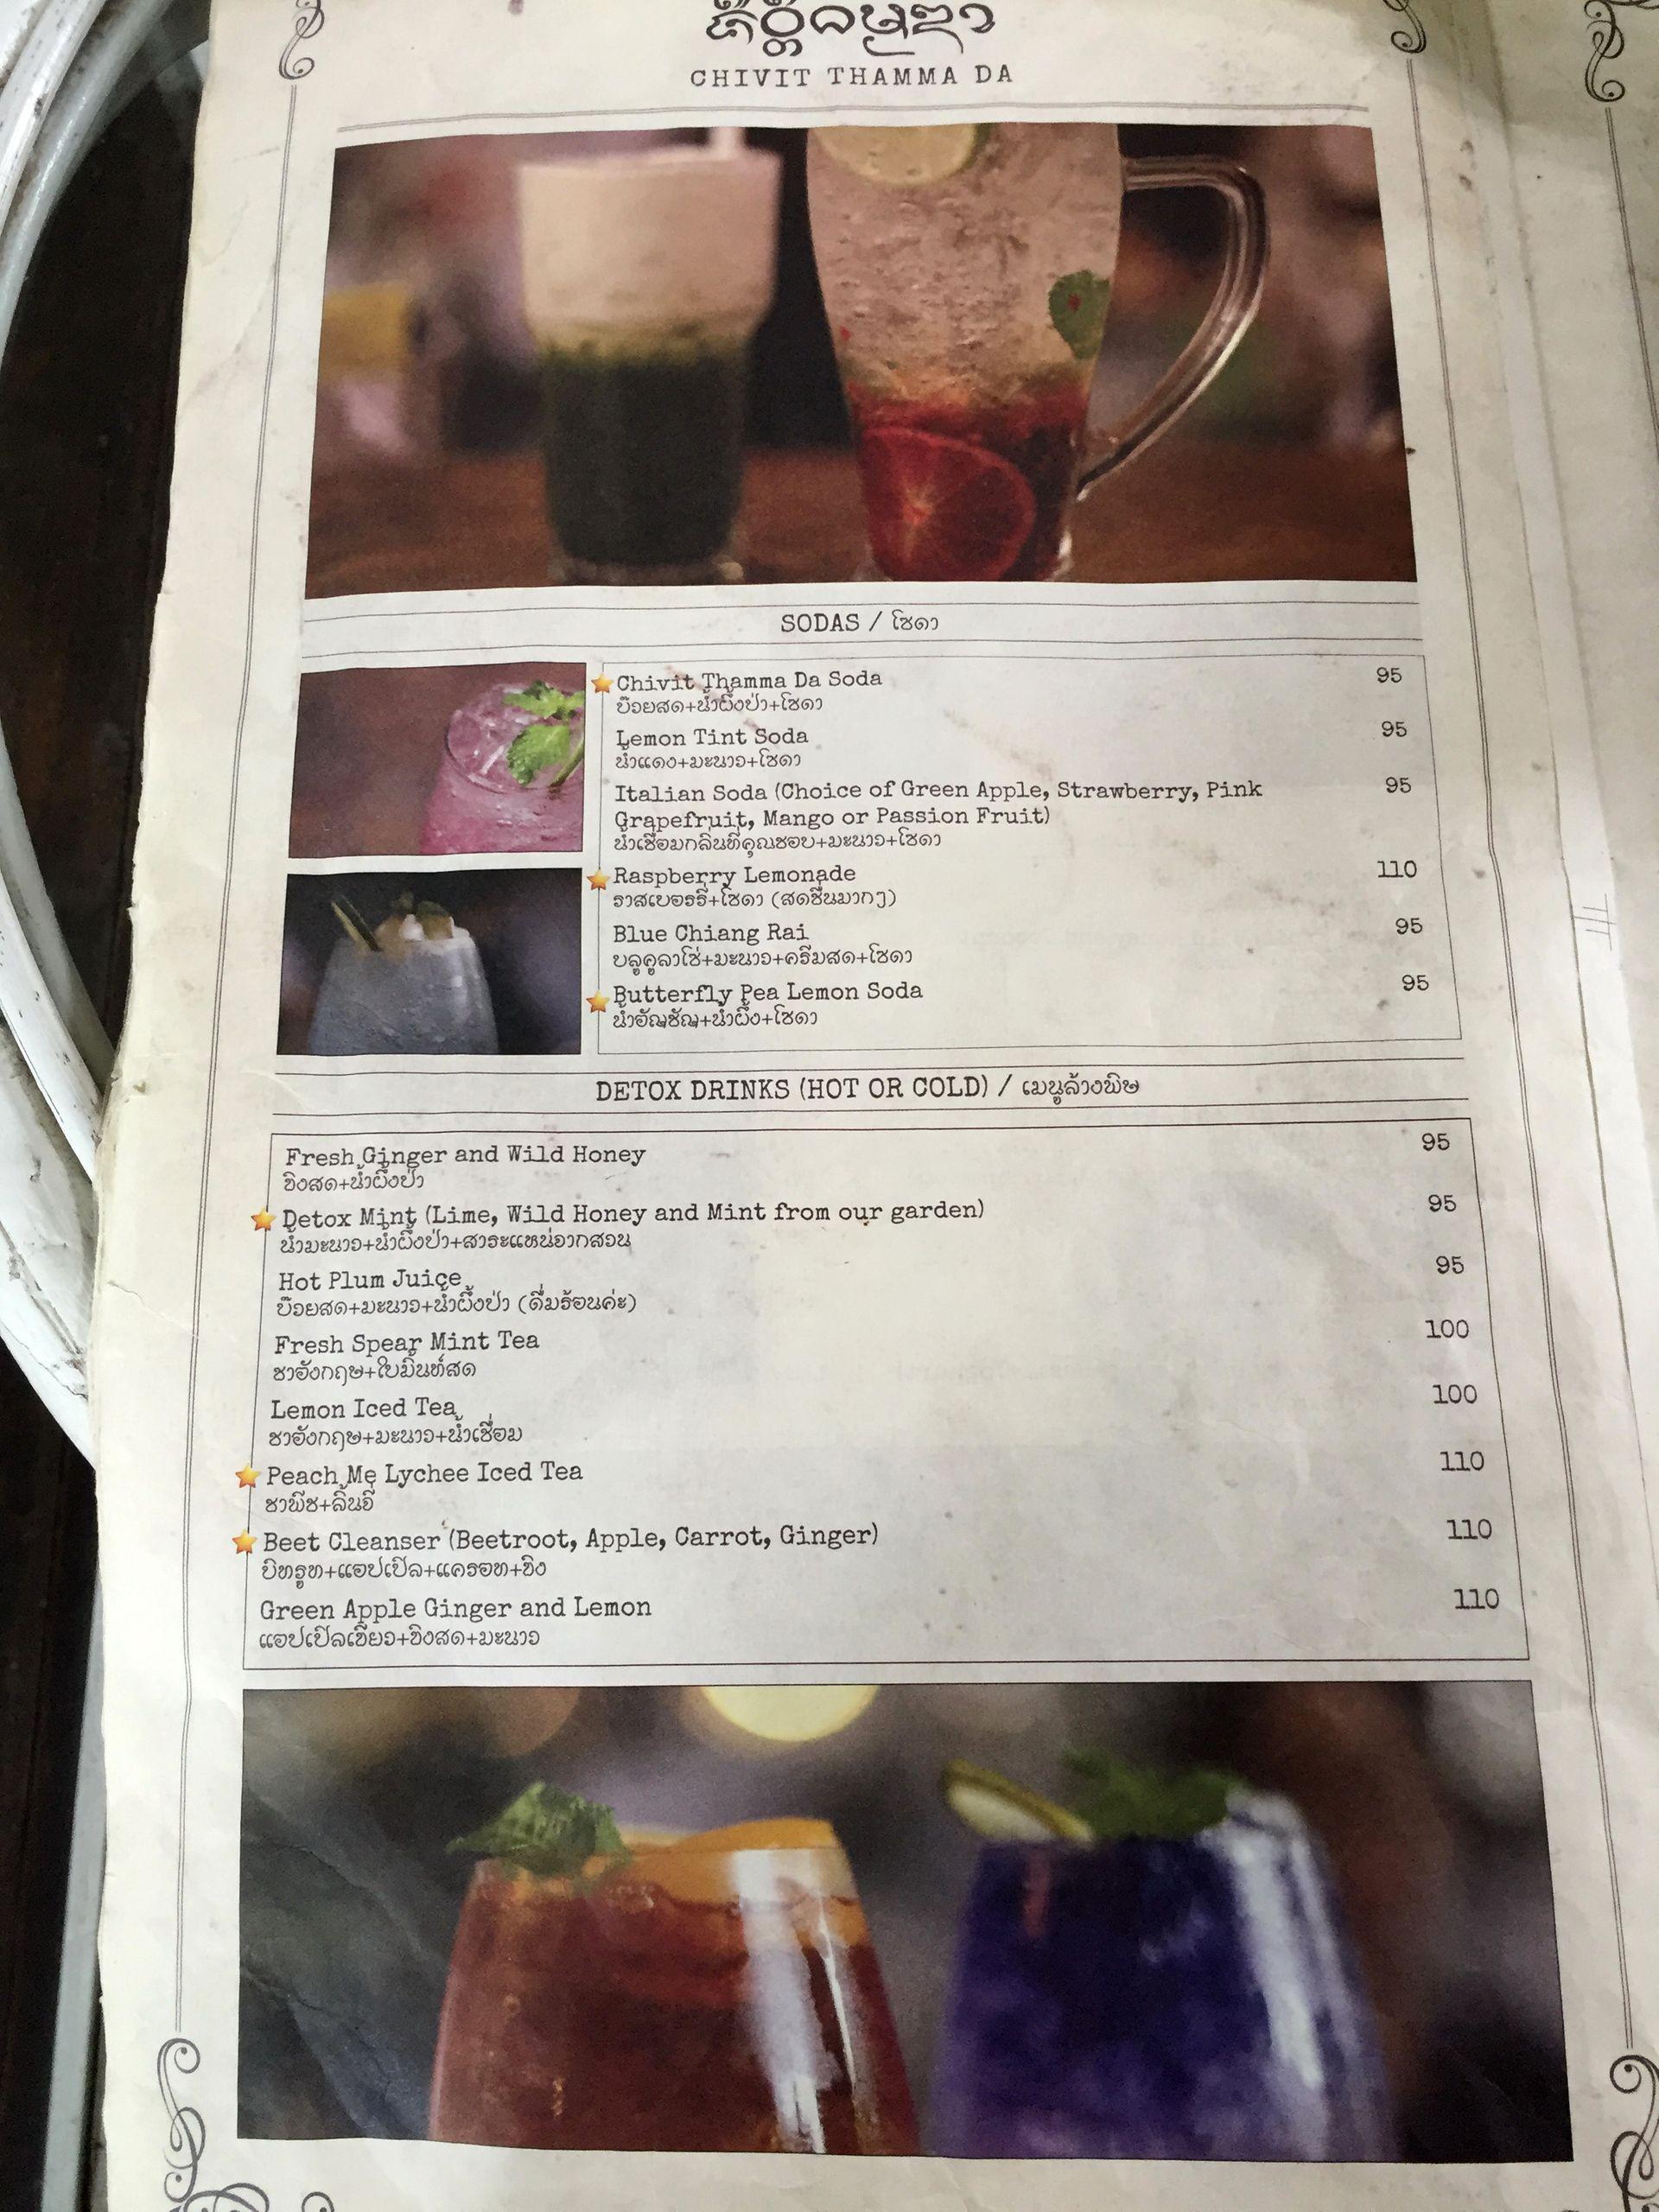 CHIVIT THAMMA DA
SODAS / โซดา
Chivit Thamma Da Soda 95
บ๊วยสด+น้ำผึ้งป่า+โซดา
Lemon Tint Soda 95
น้ำแดง+มะนาว+โซดา
Italian Soda (Choice of Green Apple, Strawberry, Pink 95
Grapefruit, Mango or Passion Fruit)
น้ำเชื่อมกลิ่นที่คุณชอบ+มะนาว+โซดา
Raspberry Lemonade 110
ราสเบอรรี่+โซดา (สดชื่นมากๆ)
Blue Chiang Rai 95
บลูคูลาโซ่+มะนาว+ครีมสด+โซดา
Butterfly Pea Lemon Soda 95
น้ำอัญชัญ+น้ำผึ้ง+โซดา
DETOX DRINKS (HOT OR COLD) / เมนูล้างพิษ
Fresh Ginger and Wild Honey 95
ขิงสด+น้ำผึ้งป่า
Detox Mint (Lime, Wild Honey and Mint from our garden) 95
น้ำมะนาว+น้ำผึ้งป่า+สาระแหน่จากสวน
Hot Plum Juice 95
บ๊วยสด+มะนาว+น้ำผึ้งป่า (ดื่มร้อนค่ะ)
Fresh Spear Mint Tea 100
ชาอังกฤษ+ใบมิ้นท์สด
Lemon Iced Tea 100
ชาอังกฤษ+มะนาว+น้ำเชื่อม
Peach Me Lychee Iced Tea 110
ชาพีช+ลิ้นจี่
Beet Cleanser (Beetroot, Apple, Carrot, Ginger) 110
บีทรูท+แอปเปิล+แครอท+ขิง
Green Apple Ginger and Lemon 110
แอปเปิลเขียว+ขิงสด+มะนาว